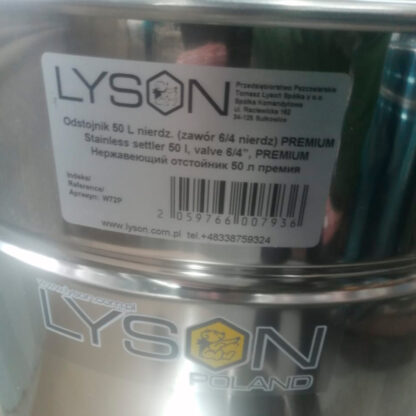 LYSON
Przedsiębiorstwo Pszczelarskie
Tomasz Łysoń Spółka z o.o.
Spółka Komandytowa
ul. Racławicka 162
34-125 Sułkowice
Odstojnik 50 L nierdz. (zawór 6/4 nierdz) PREMIUM
Stainless settler 50 l, valve 6/4", PREMIUM
Нержавеющий отстойник 50 л премия
Indeks/
Reference/
Артикул: W72P
2 059766 007936
www.lyson.com.pl tel.+48338759324
www.lyson.com.pl
LYSON
POLAND